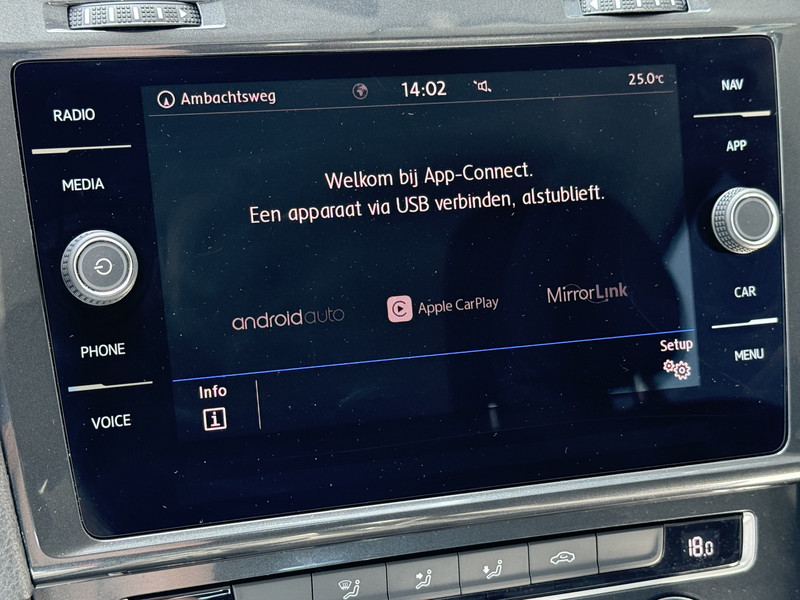 RADIO
MEDIA
PHONE
VOICE
Ambachtsweg
14:02
25.0°C
Welkom bij App-Connect.
Een apparaat via USB verbinden, alstublieft.
androidauto
Apple CarPlay
MirrorLink
Setup
Info
i
NAV
APP
CAR
MENU
18.0